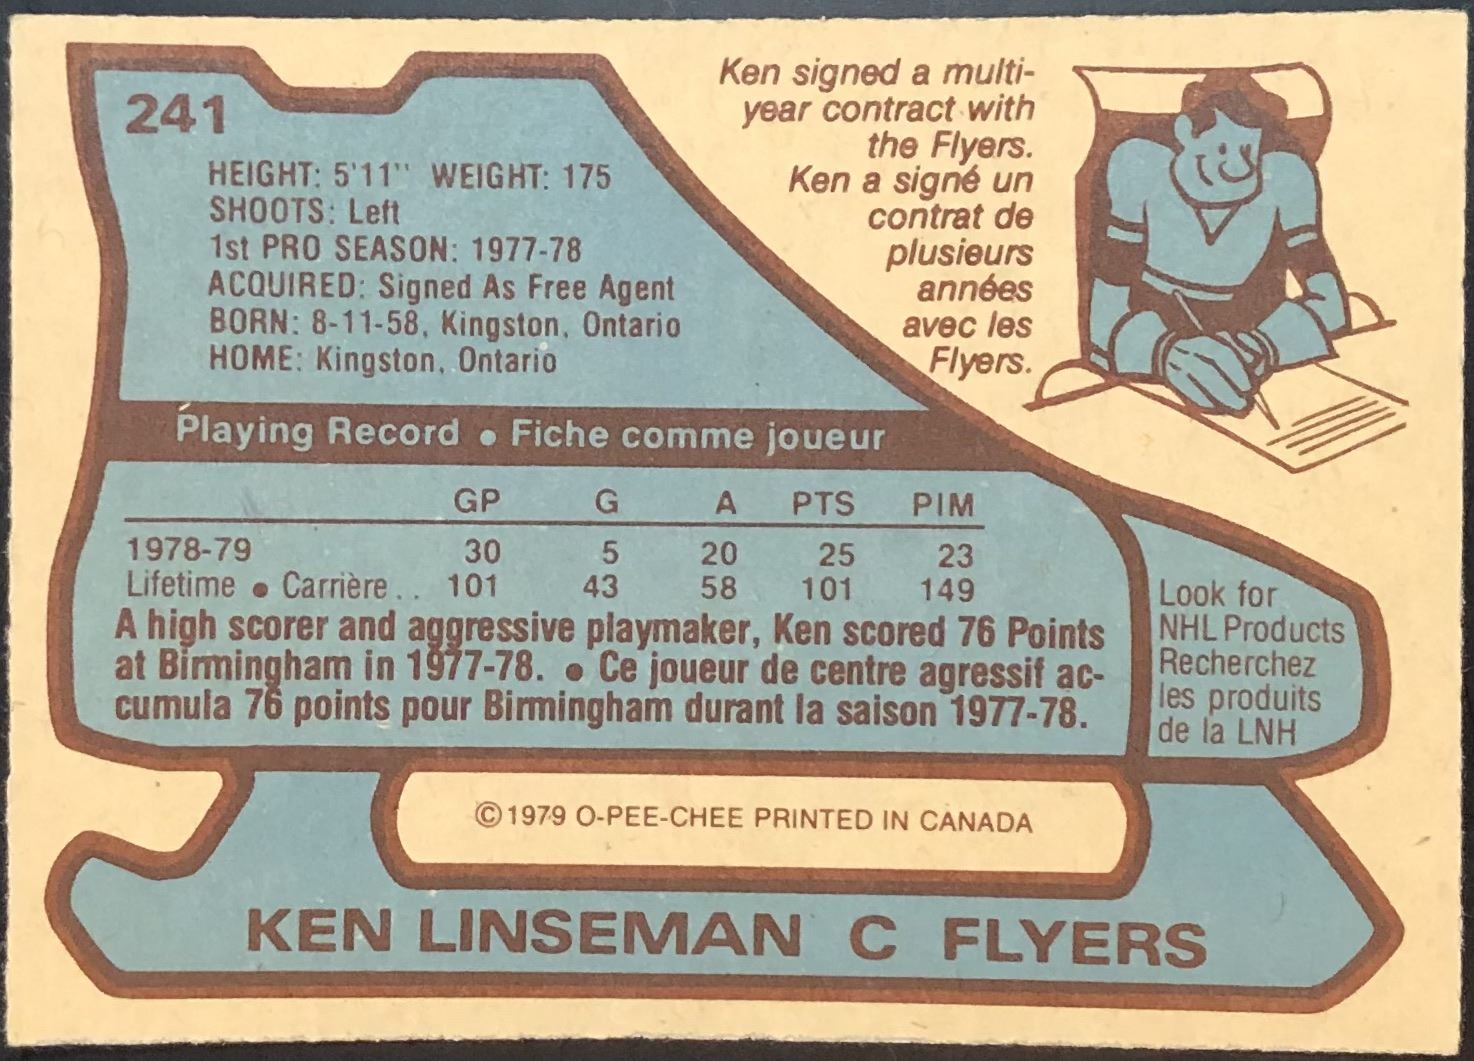 241
HEIGHT: 5'11" WEIGHT: 175
SHOOTS: Left
1st PRO SEASON: 1977-78
ACQUIRED: Signed As Free Agent
BORN: 8-11-58, Kingston, Ontario
HOME: Kingston, Ontario
Ken signed a multi-
year contract with
the Flyers.
Ken a signé un
contrat de
plusieurs
années
avec les
Flyers.
Playing Record • Fiche comme joueur
GP G A PTS PIM
1978-79 30 5 20 25 23
Lifetime • Carrière . . 101 43 58 101 149
A high scorer and aggressive playmaker, Ken scored 76 Points
at Birmingham in 1977-78. • Ce joueur de centre agressif ac-
cumula 76 points pour Birmingham durant la saison 1977-78.
Look for
NHL Products
Recherchez
les produits
de la LNH
©1979 O-PEE-CHEE PRINTED IN CANADA
KEN LINSEMAN C FLYERS